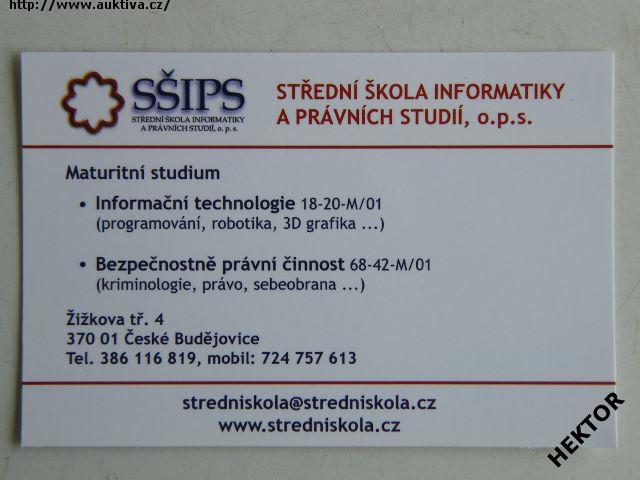 http://www.auktiva.cz/
SŠIPS
STŘEDNÍ ŠKOLA INFORMATIKY
A PRÁVNÍCH STUDIÍ, o. p. s.
STŘEDNÍ ŠKOLA INFORMATIKY
A PRÁVNÍCH STUDIÍ, o.p.s.
Maturitní studium
• Informační technologie 18-20-M/01
(programování, robotika, 3D grafika ...)
• Bezpečnostně právní činnost 68-42-M/01
(kriminologie, právo, sebeobrana ...)
Žižkova tř. 4
370 01 České Budějovice
Tel. 386 116 819, mobil: 724 757 613
stredniskola@stredniskola.cz
www.stredniskola.cz
HEKTOR